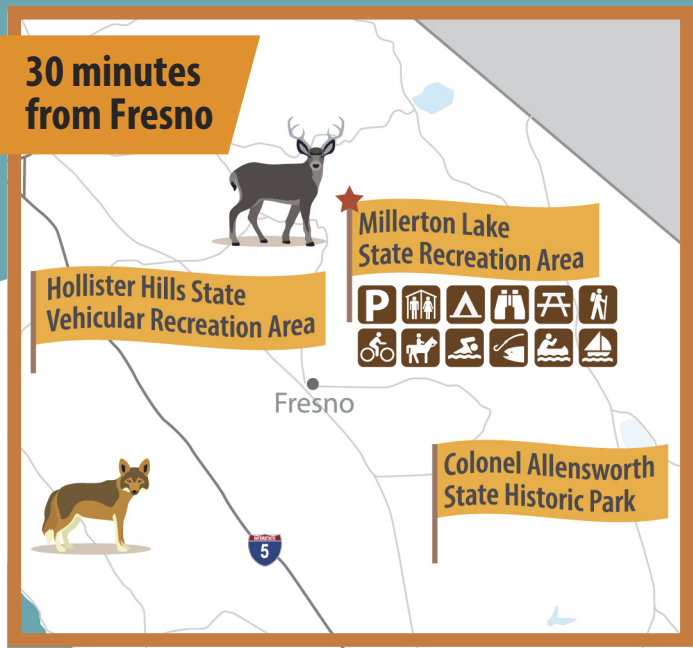 30 minutes
from Fresno
Millerton Lake
State Recreation Area
P
Hollister Hills State
Vehicular Recreation Area
Fresno
Colonel Allensworth
State Historic Park
INTERSTATE
5